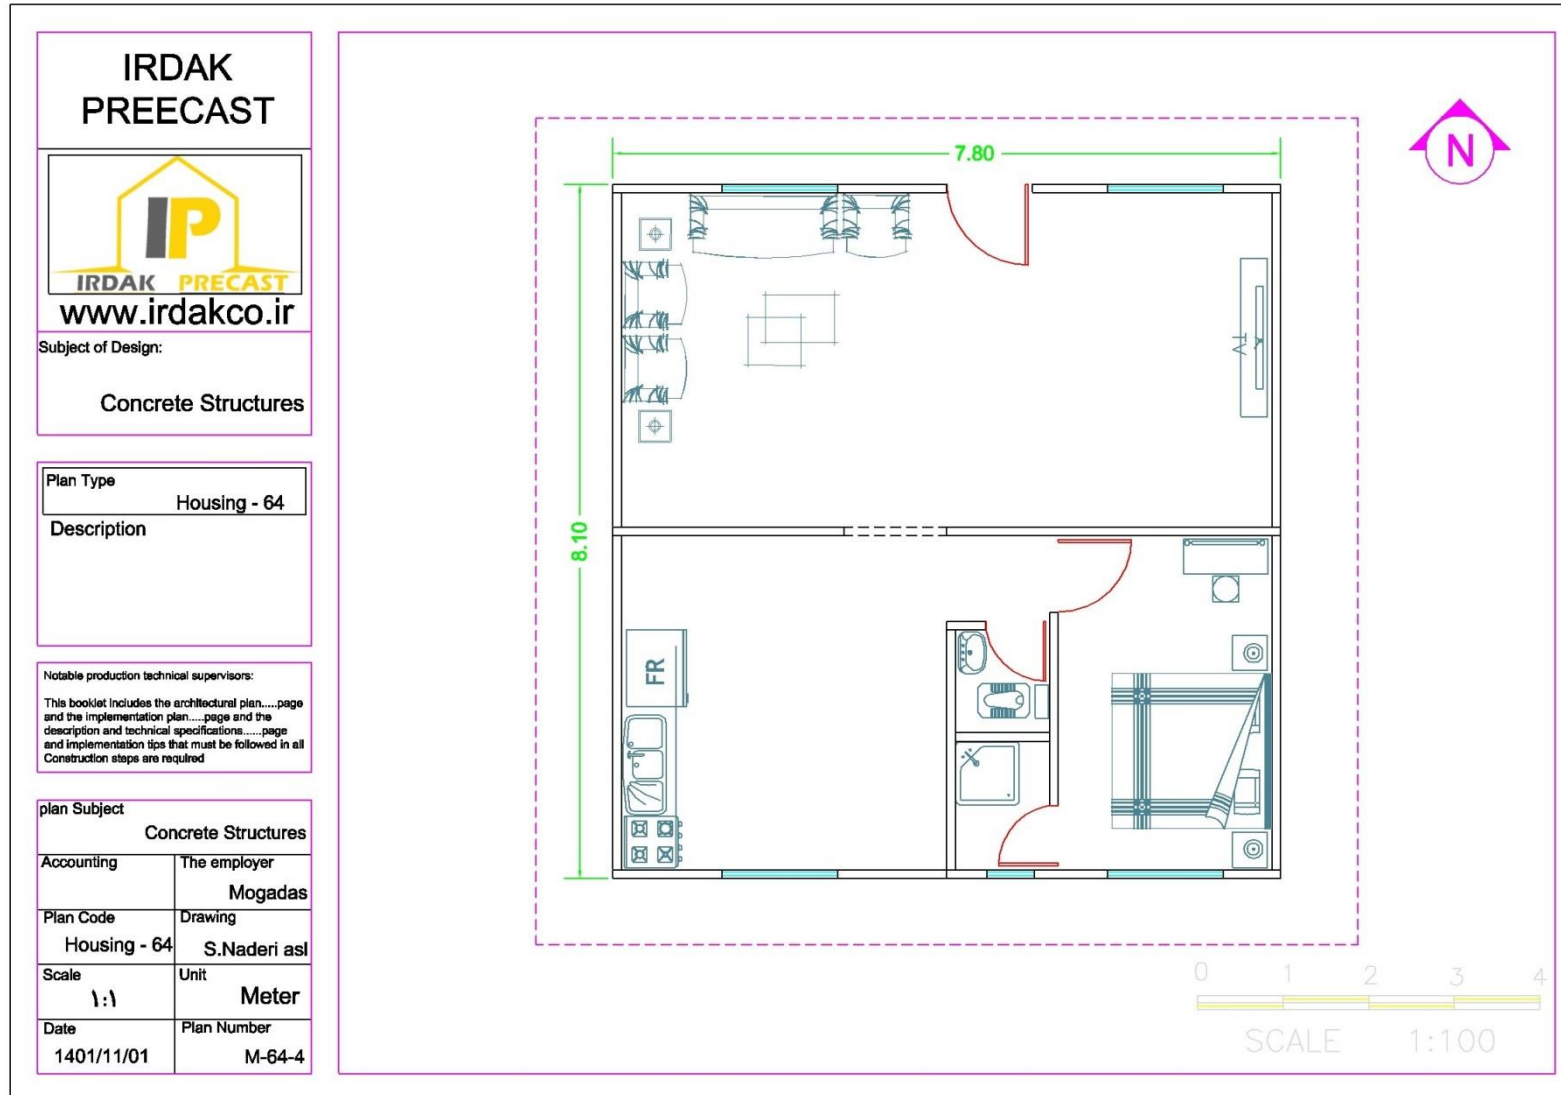 IRDAK
PREECAST
IP
IRDAK PRECAST
www.irdakco.ir
Subject of Design:
Concrete Structures
Plan Type
Housing - 64
Description
Notable production technical supervisors:
This booklet includes the architectural plan.....page
and the implementation plan.....page and the
description and technical specifications......page
and implementation tips that must be followed in all
Construction steps are required
plan Subject
Concrete Structures
Accounting
The employer
Mogadas
Plan Code
Drawing
Housing - 64
S.Naderi asl
Scale
Unit
۱:۱
Meter
Date
Plan Number
1401/11/01
M-64-4
7.80
N
TV
8.10
FR
0 1 2 3 4
SCALE 1:100